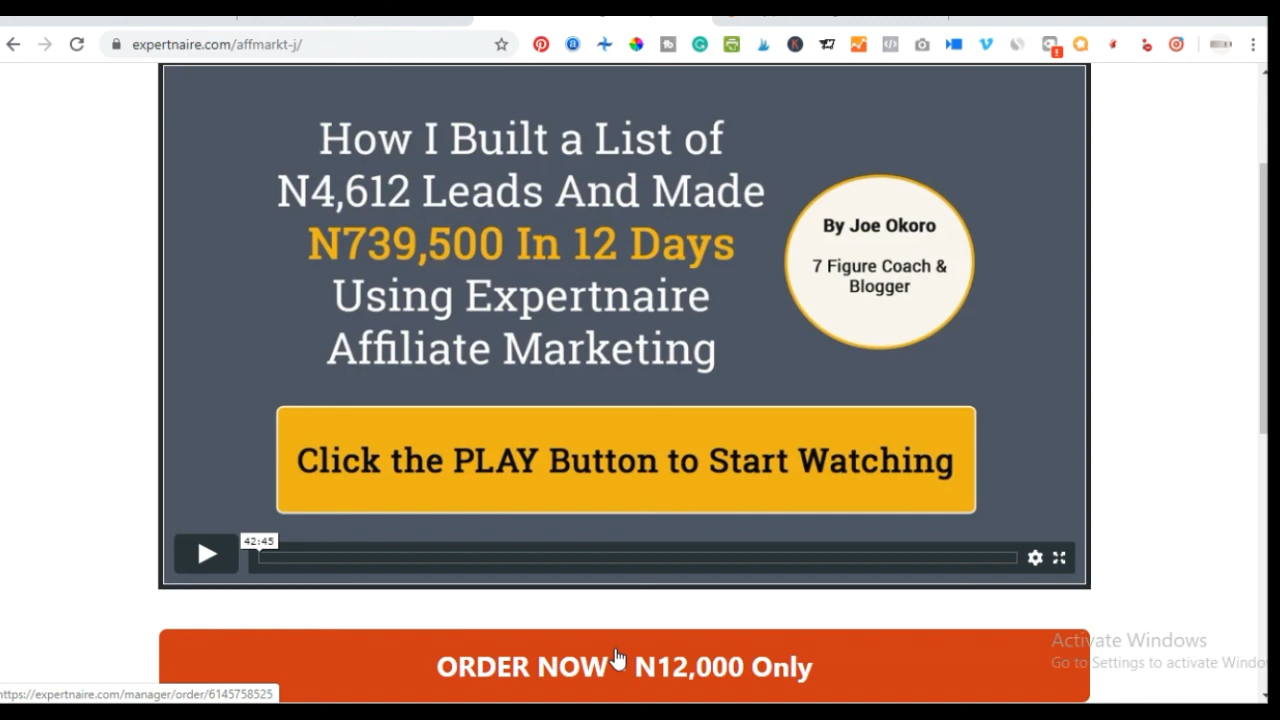 expertnaire.com/affmarkt-j/
How I Built a List of
N4,612 Leads And Made
N739,500 In 12 Days
Using Expertnaire
Affiliate Marketing
By Joe Okoro
7 Figure Coach &
Blogger
Click the PLAY Button to Start Watching
42:45
ORDER NOW - N12,000 Only
Activate Windows
Go to Settings to activate Windo
https://expertnaire.com/manager/order/6145758525